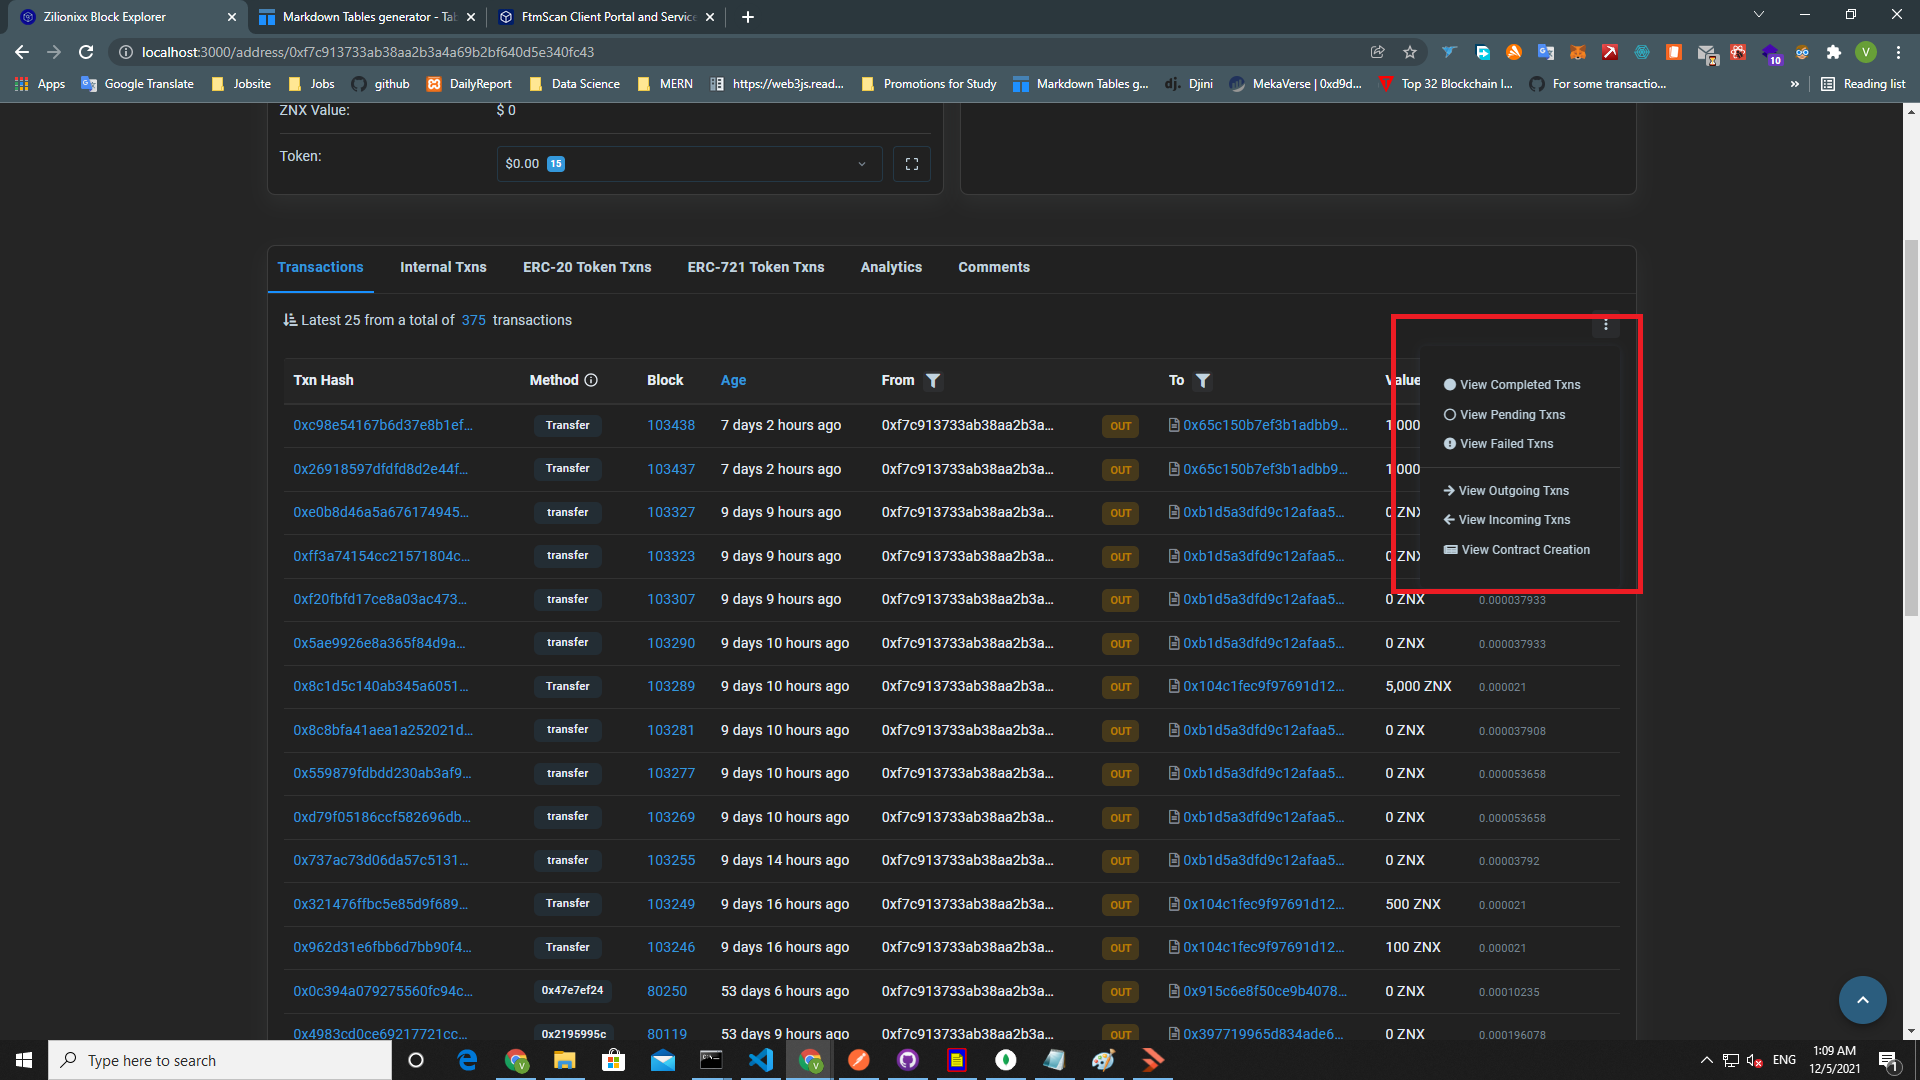 Zilionixx Block Explorer
Markdown Tables generator - Tab
FtmScan Client Portal and Service
localhost:3000/address/0xf7c913733ab38aa2b3a4a69b2bf640d5e340fc43
10
V
Apps
Google Translate
Jobsite
Jobs
github
DailyReport
Data Science
MERN
https://web3js.read...
Promotions for Study
Markdown Tables g...
dj. Djini
MekaVerse | 0xd9d...
Top 32 Blockchain I...
For some transactio...
»
Reading list
ZNX Value: $ 0
Token: $0.00 15
Transactions Internal Txns ERC-20 Token Txns ERC-721 Token Txns Analytics Comments
Latest 25 from a total of 375 transactions
Txn Hash Method Block Age From To Value
0xc98e54167b6d37e8b1ef... Transfer 103438 7 days 2 hours ago 0xf7c913733ab38aa2b3a... OUT 0x65c150b7ef3b1adbb9...
0x26918597dfdfd8d2e44f... Transfer 103437 7 days 2 hours ago 0xf7c913733ab38aa2b3a... OUT 0x65c150b7ef3b1adbb9...
0xe0b8d46a5a676174945... transfer 103327 9 days 9 hours ago 0xf7c913733ab38aa2b3a... OUT 0xb1d5a3dfd9c12afaa5... 0 ZNX
0xff3a74154cc21571804c... transfer 103323 9 days 9 hours ago 0xf7c913733ab38aa2b3a... OUT 0xb1d5a3dfd9c12afaa5... 0 ZNX
0xf20fbfd17ce8a03ac473... transfer 103307 9 days 9 hours ago 0xf7c913733ab38aa2b3a... OUT 0xb1d5a3dfd9c12afaa5... 0 ZNX 0.000037933
0x5ae9926e8a365f84d9a... transfer 103290 9 days 10 hours ago 0xf7c913733ab38aa2b3a... OUT 0xb1d5a3dfd9c12afaa5... 0 ZNX 0.000037933
0x8c1d5c140ab345a6051... Transfer 103289 9 days 10 hours ago 0xf7c913733ab38aa2b3a... OUT 0x104c1fec9f97691d12... 5,000 ZNX 0.000021
0x8c8bfa41aea1a252021d... transfer 103281 9 days 10 hours ago 0xf7c913733ab38aa2b3a... OUT 0xb1d5a3dfd9c12afaa5... 0 ZNX 0.000037908
0x559879fdbdd230ab3af9... transfer 103277 9 days 10 hours ago 0xf7c913733ab38aa2b3a... OUT 0xb1d5a3dfd9c12afaa5... 0 ZNX 0.000053658
0xd79f05186ccf582696db... transfer 103269 9 days 10 hours ago 0xf7c913733ab38aa2b3a... OUT 0xb1d5a3dfd9c12afaa5... 0 ZNX 0.000053658
0x737ac73d06da57c5131... transfer 103255 9 days 14 hours ago 0xf7c913733ab38aa2b3a... OUT 0xb1d5a3dfd9c12afaa5... 0 ZNX 0.00003792
0x321476ffbc5e85d9f689... Transfer 103249 9 days 16 hours ago 0xf7c913733ab38aa2b3a... OUT 0x104c1fec9f97691d12... 500 ZNX 0.000021
0x962d31e6fbb6d7bb90f4... Transfer 103246 9 days 16 hours ago 0xf7c913733ab38aa2b3a... OUT 0x104c1fec9f97691d12... 100 ZNX 0.000021
0x0c394a079275560fc94c... 0x47e7ef24 80250 53 days 6 hours ago 0xf7c913733ab38aa2b3a... OUT 0x915c6e8f50ce9b4078... 0 ZNX 0.00010235
0x4983cd0ce69217721cc... 0x2195995c 80119 53 days 9 hours ago 0xf7c913733ab38aa2b3a... OUT 0x397719965d834ade6... 0 ZNX 0.000196078
View Completed Txns
View Pending Txns
View Failed Txns
View Outgoing Txns
View Incoming Txns
View Contract Creation
Type here to search
ENG
1:09 AM
12/5/2021
1